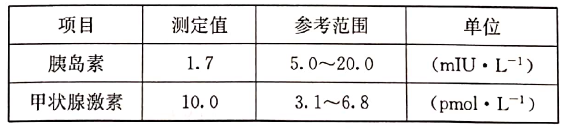 项目 测定值 参考范围 单位
胰岛素 1.7 5.0~20.0 (mIU·L⁻¹)
甲状腺激素 10.0 3.1~6.8 (pmol·L⁻¹)